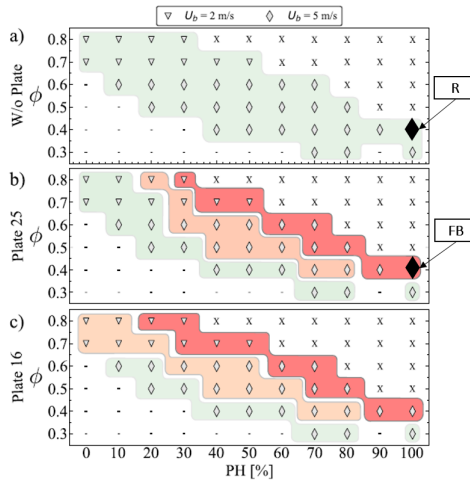 U_b = 2 m/s U_b = 5 m/s
a)
W/o Plate
ϕ
0.8
0.7
0.6
0.5
0.4
0.3
R
b)
Plate 25
ϕ
0.8
0.7
0.6
0.5
0.4
0.3
FB
c)
Plate 16
ϕ
0.8
0.7
0.6
0.5
0.4
0.3
0 10 20 30 40 50 60 70 80 90 100
PH [%]